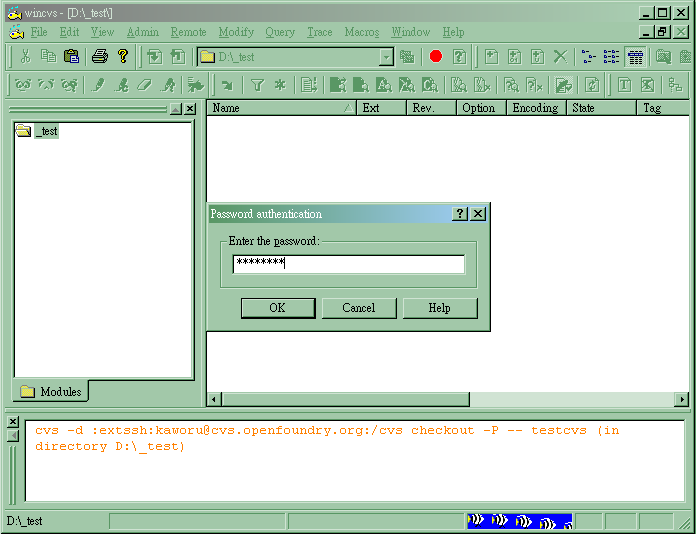 wincvs - [D:\_test\]
File Edit View Admin Remote Modify Query Trace Macros Window Help
D:\_test
Name Ext Rev. Option Encoding State Tag
_test
Password authentication
Enter the password:
********
OK Cancel Help
Modules
cvs -d :extssh:kaworu@cvs.openfoundry.org:/cvs checkout -P -- testcvs (in
directory D:\_test)
D:\_test